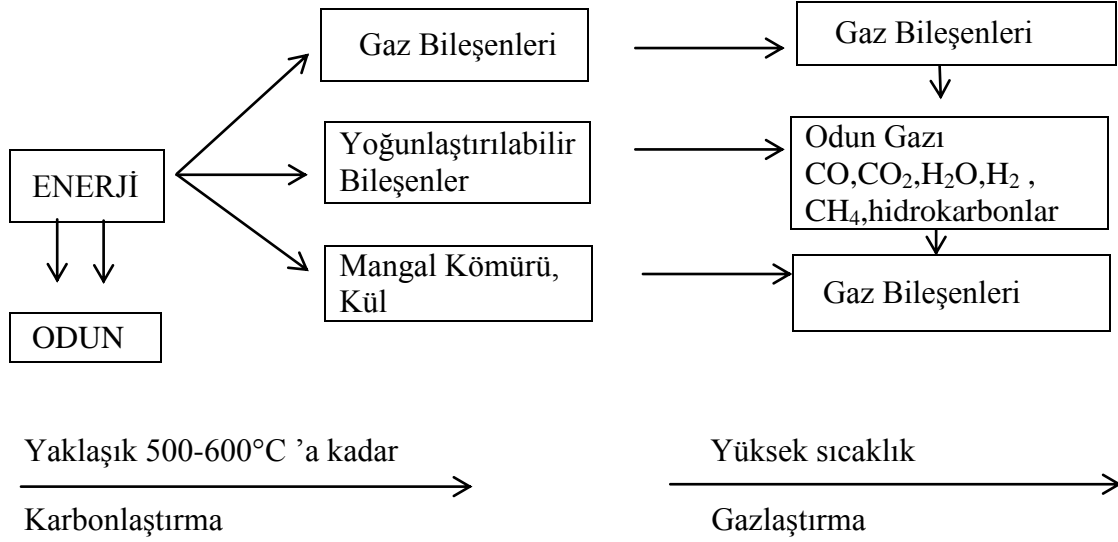 Gaz Bileşenleri
Gaz Bileşenleri
ENERJİ
Yoğunlaştırılabilir
Bileşenler
Odun Gazı
CO,CO₂,H₂O,H₂ ,
CH₄,hidrokarbonlar
Mangal Kömürü,
Kül
Gaz Bileşenleri
ODUN
Yaklaşık 500-600°C ’a kadar
Yüksek sıcaklık
Karbonlaştırma
Gazlaştırma